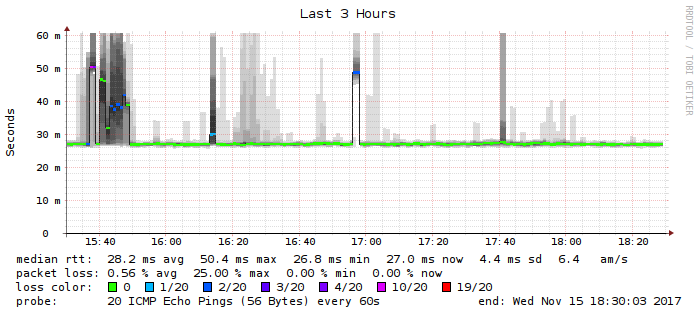 Last 3 Hours
RRDTOOL / TOBI OETIKER
Seconds
60 m
50 m
40 m
30 m
20 m
10 m
0
15:40 16:00 16:20 16:40 17:00 17:20 17:40 18:00 18:20
median rtt: 28.2 ms avg 50.4 ms max 26.8 ms min 27.0 ms now 4.4 ms sd 6.4 am/s
packet loss: 0.56 % avg 25.00 % max 0.00 % min 0.00 % now
loss color: 0 1/20 2/20 3/20 4/20 10/20 19/20
probe: 20 ICMP Echo Pings (56 Bytes) every 60s end: Wed Nov 15 18:30:03 2017